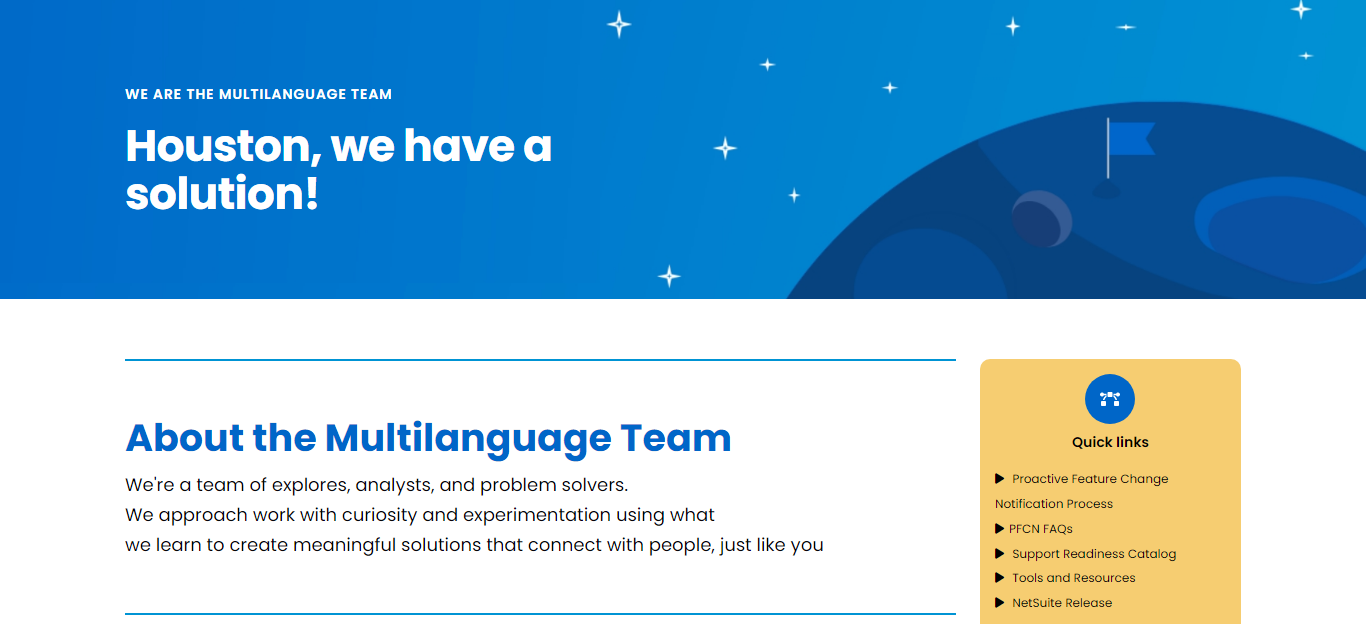 WE ARE THE MULTILANGUAGE TEAM
Houston, we have a
solution!
About the Multilanguage Team
We're a team of explores, analysts, and problem solvers.
We approach work with curiosity and experimentation using what
we learn to create meaningful solutions that connect with people, just like you
Quick links
Proactive Feature Change
Notification Process
PFCN FAQs
Support Readiness Catalog
Tools and Resources
NetSuite Release